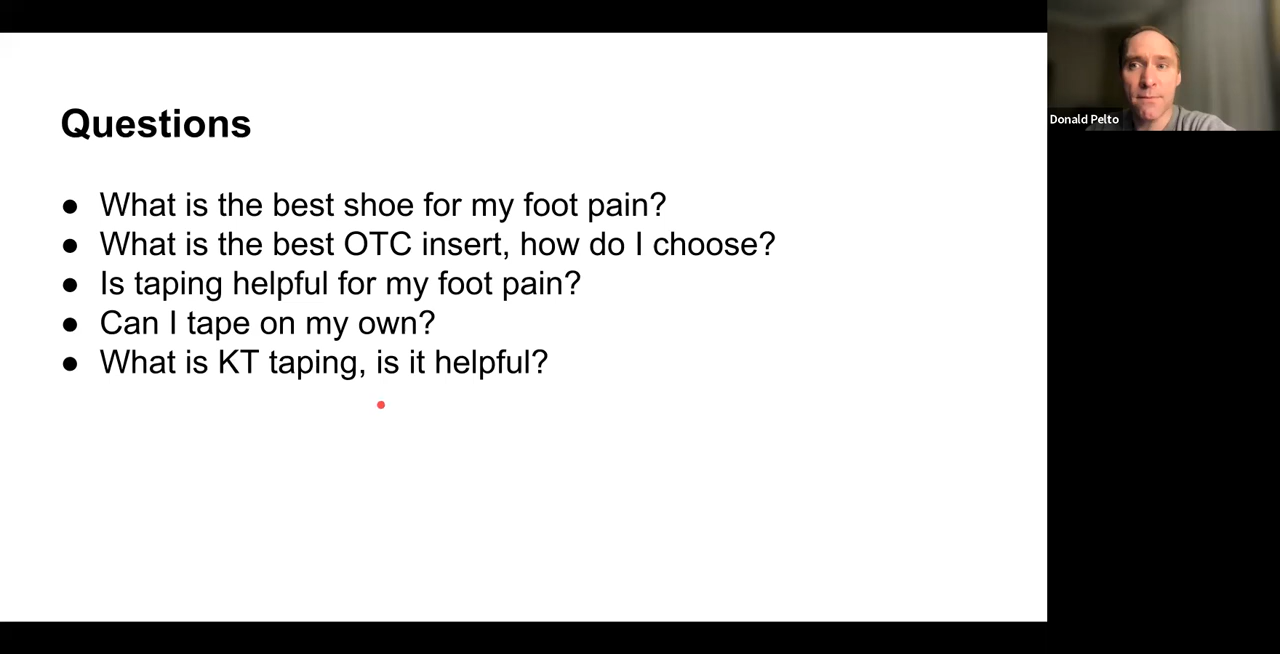 Questions
● What is the best shoe for my foot pain?
● What is the best OTC insert, how do I choose?
● Is taping helpful for my foot pain?
● Can I tape on my own?
● What is KT taping, is it helpful?
Donald Pelto